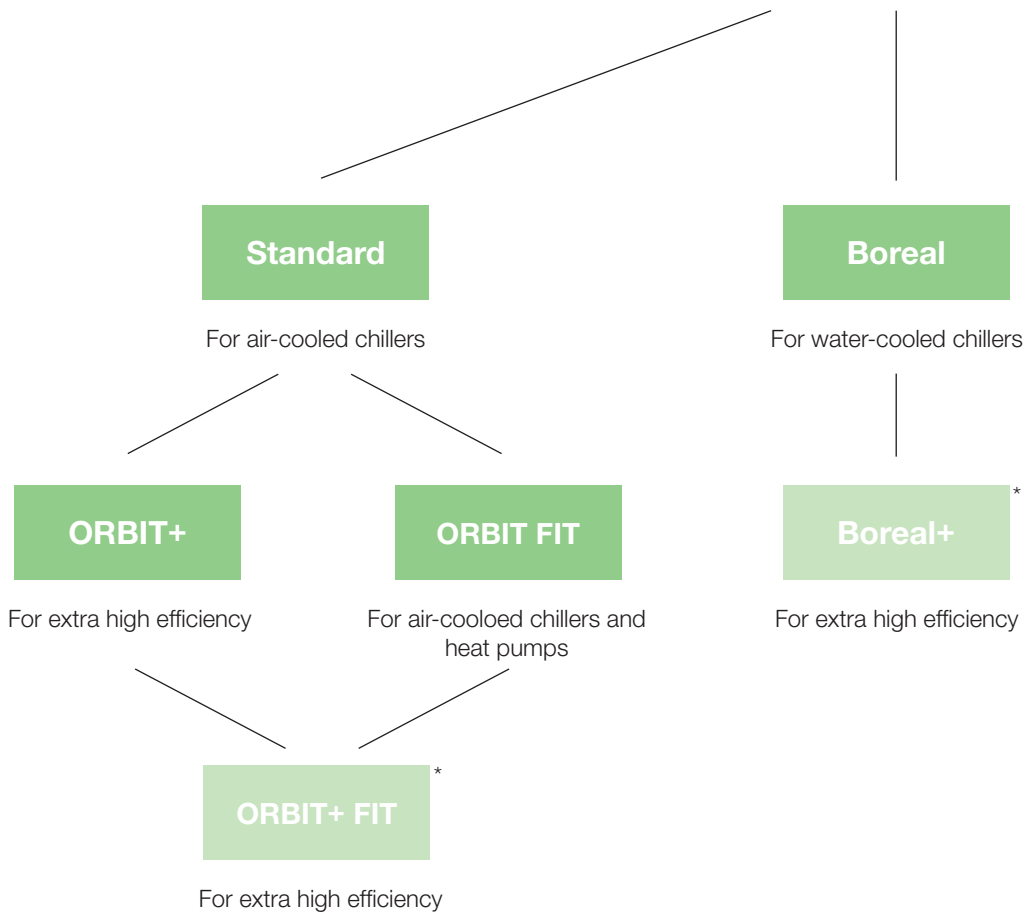 Standard
Boreal
For air-cooled chillers
For water-cooled chillers
ORBIT+
ORBIT FIT
Boreal+
*
For extra high efficiency
For air-cooloed chillers and
heat pumps
For extra high efficiency
ORBIT+ FIT
*
For extra high efficiency